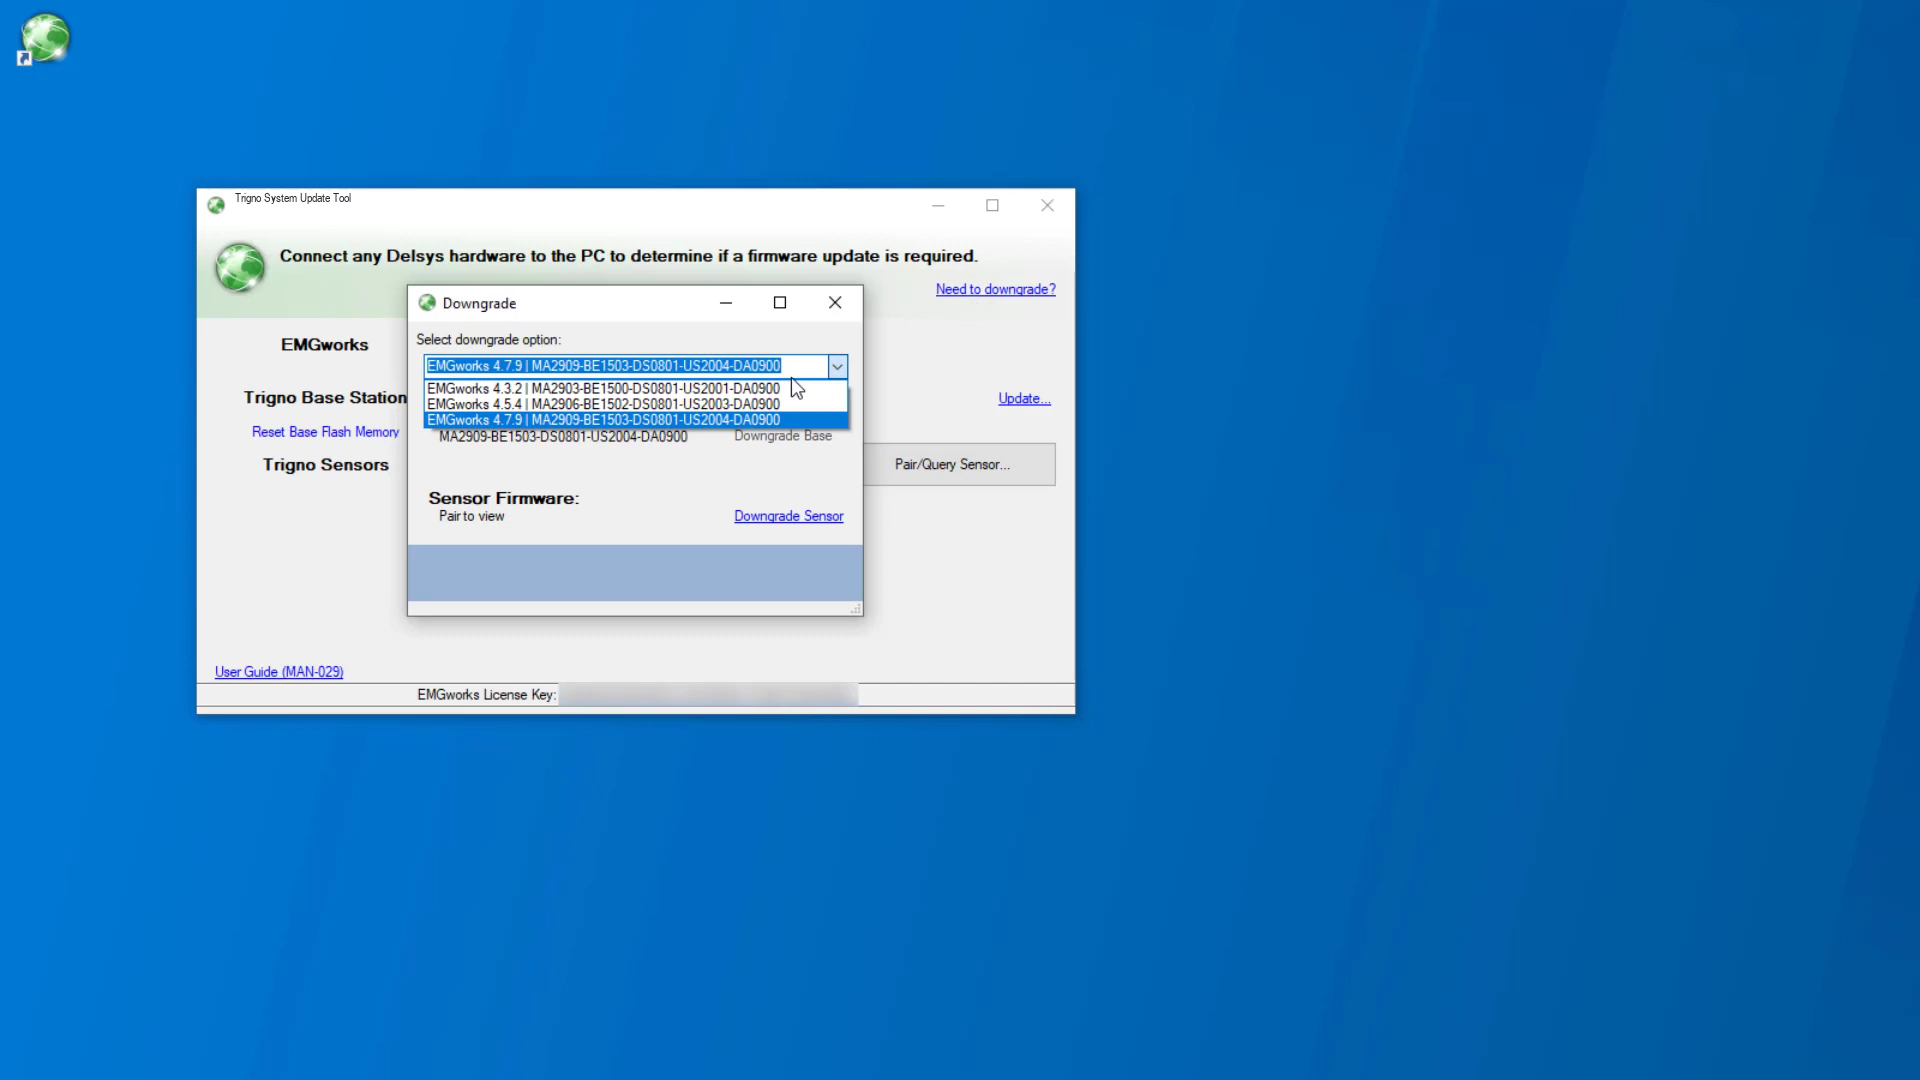 Trigno System Update Tool
Connect any Delsys hardware to the PC to determine if a firmware update is required.
Need to downgrade?
Downgrade
Select downgrade option:
EMGworks 4.7.9 | MA2909-BE1503-DS0801-US2004-DA0900
EMGworks 4.3.2 | MA2903-BE1500-DS0801-US2001-DA0900
EMGworks 4.5.4 | MA2906-BE1502-DS0801-US2003-DA0900
EMGworks 4.7.9 | MA2909-BE1503-DS0801-US2004-DA0900
MA2909-BE1503-DS0801-US2004-DA0900
Downgrade Base
Sensor Firmware:
Pair to view
Downgrade Sensor
EMGworks
Trigno Base Station
Update...
Reset Base Flash Memory
Trigno Sensors
Pair/Query Sensor...
User Guide (MAN-029)
EMGworks License Key: